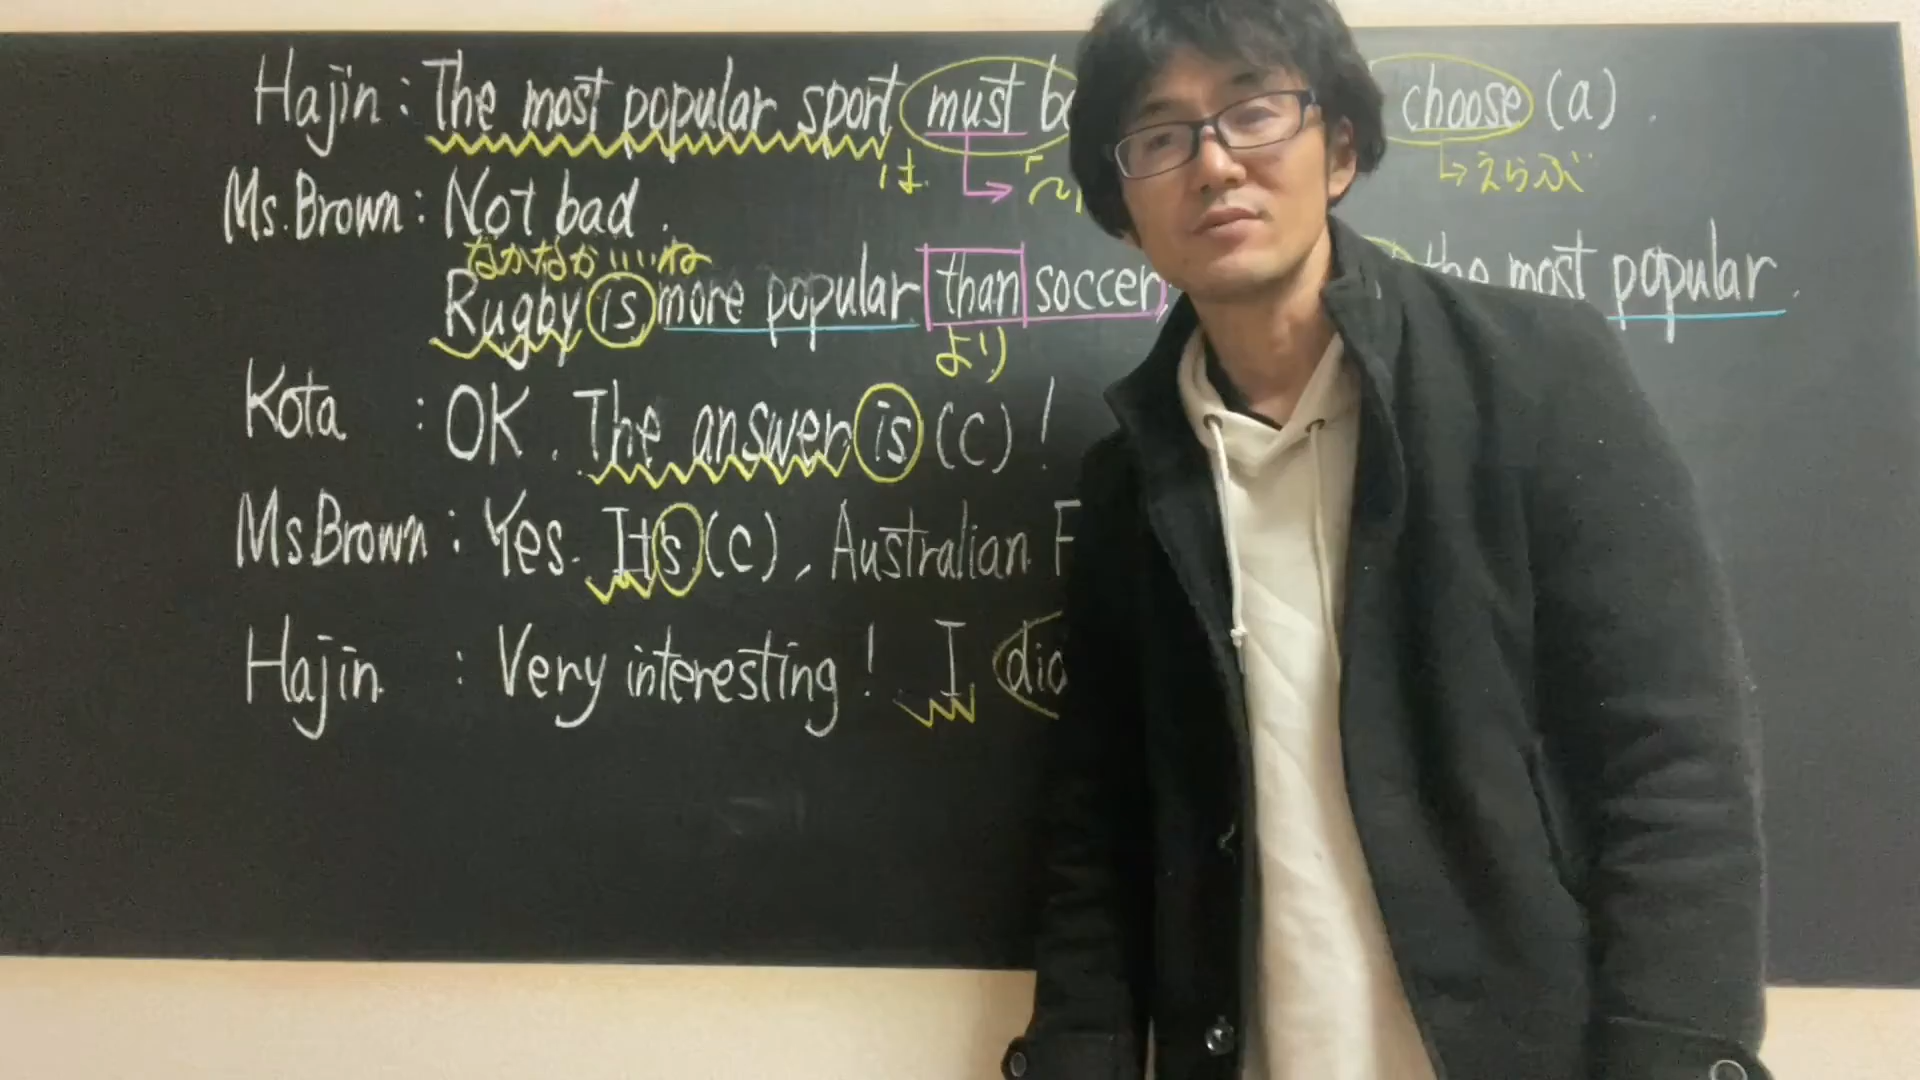 Hajin : The most popular sport must choose (a) .
は 「～ えらぶ
Ms. Brown : Not bad .
なかなかいいね
Rugby is more popular than soccer, the most popular .
より
Kota : OK . The answer is (c) !
Ms Brown : Yes. It's (c) , Australian
Hajin : Very interesting ! I